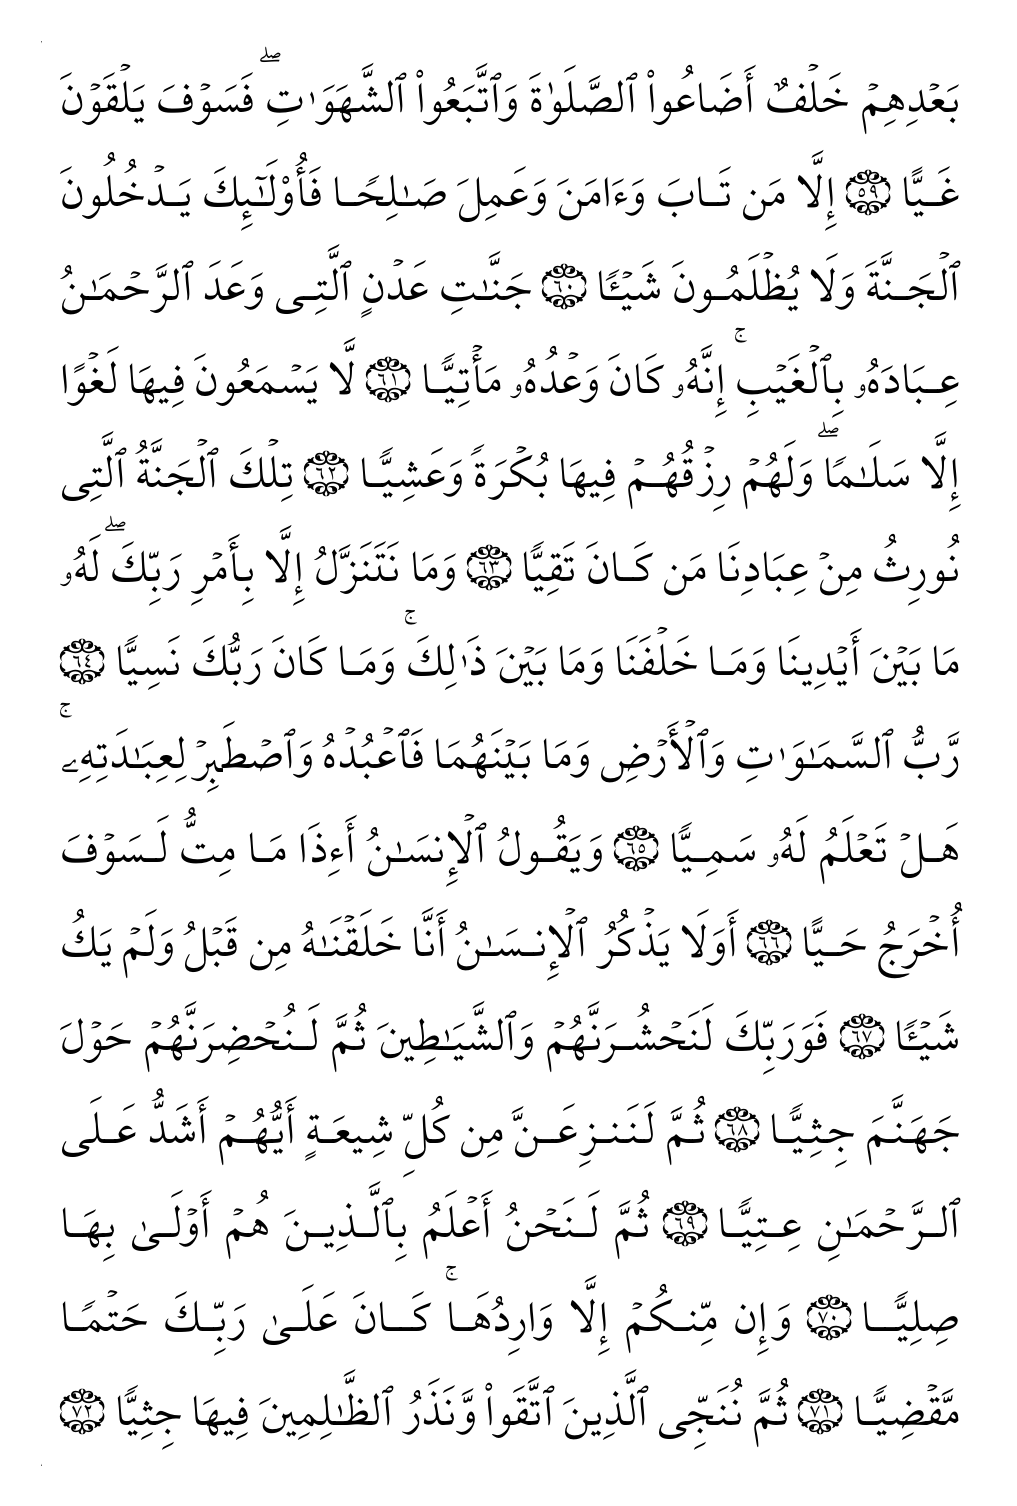 بَعۡدِهِمۡ خَلۡفٌ أَضَاعُواْ ٱلصَّلَوٰةَ وَٱتَّبَعُواْ ٱلشَّهَوَٰتِۖ فَسَوۡفَ يَلۡقَوۡنَ
غَيًّا ٥٩ إِلَّا مَن تَابَ وَءَامَنَ وَعَمِلَ صَٰلِحًا فَأُوْلَٰٓئِكَ يَدۡخُلُونَ
ٱلۡجَنَّةَ وَلَا يُظۡلَمُونَ شَيۡـًٔا ٦٠ جَنَّٰتِ عَدۡنٍ ٱلَّتِي وَعَدَ ٱلرَّحۡمَٰنُ
عِبَادَهُۥ بِٱلۡغَيۡبِۚ إِنَّهُۥ كَانَ وَعۡدُهُۥ مَأۡتِيًّا ٦١ لَّا يَسۡمَعُونَ فِيهَا لَغۡوًا
إِلَّا سَلَٰمًاۖ وَلَهُمۡ رِزۡقُهُمۡ فِيهَا بُكۡرَةً وَعَشِيًّا ٦٢ تِلۡكَ ٱلۡجَنَّةُ ٱلَّتِي
نُورِثُ مِنۡ عِبَادِنَا مَن كَانَ تَقِيًّا ٦٣ وَمَا نَتَنَزَّلُ إِلَّا بِأَمۡرِ رَبِّكَۖ لَهُۥ
مَا بَيۡنَ أَيۡدِينَا وَمَا خَلۡفَنَا وَمَا بَيۡنَ ذَٰلِكَۚ وَمَا كَانَ رَبُّكَ نَسِيًّا ٦٤
رَّبُّ ٱلسَّمَٰوَٰتِ وَٱلۡأَرۡضِ وَمَا بَيۡنَهُمَا فَٱعۡبُدۡهُ وَٱصۡطَبِرۡ لِعِبَٰدَتِهِۦۚ
هَلۡ تَعۡلَمُ لَهُۥ سَمِيًّا ٦٥ وَيَقُولُ ٱلۡإِنسَٰنُ أَءِذَا مَا مِتُّ لَسَوۡفَ
أُخۡرَجُ حَيًّا ٦٦ أَوَلَا يَذۡكُرُ ٱلۡإِنسَٰنُ أَنَّا خَلَقۡنَٰهُ مِن قَبۡلُ وَلَمۡ يَكُ
شَيۡـًٔا ٦٧ فَوَرَبِّكَ لَنَحۡشُرَنَّهُمۡ وَٱلشَّيَٰطِينَ ثُمَّ لَنُحۡضِرَنَّهُمۡ حَوۡلَ
جَهَنَّمَ جِثِيًّا ٦٨ ثُمَّ لَنَنزِعَنَّ مِن كُلِّ شِيعَةٍ أَيُّهُمۡ أَشَدُّ عَلَى
ٱلرَّحۡمَٰنِ عِتِيًّا ٦٩ ثُمَّ لَنَحۡنُ أَعۡلَمُ بِٱلَّذِينَ هُمۡ أَوۡلَىٰ بِهَا
صِلِيًّا ٧٠ وَإِن مِّنكُمۡ إِلَّا وَارِدُهَاۚ كَانَ عَلَىٰ رَبِّكَ حَتۡمًا
مَّقۡضِيًّا ٧١ ثُمَّ نُنَجِّي ٱلَّذِينَ ٱتَّقَواْ وَّنَذَرُ ٱلظَّٰلِمِينَ فِيهَا جِثِيًّا ٧٢